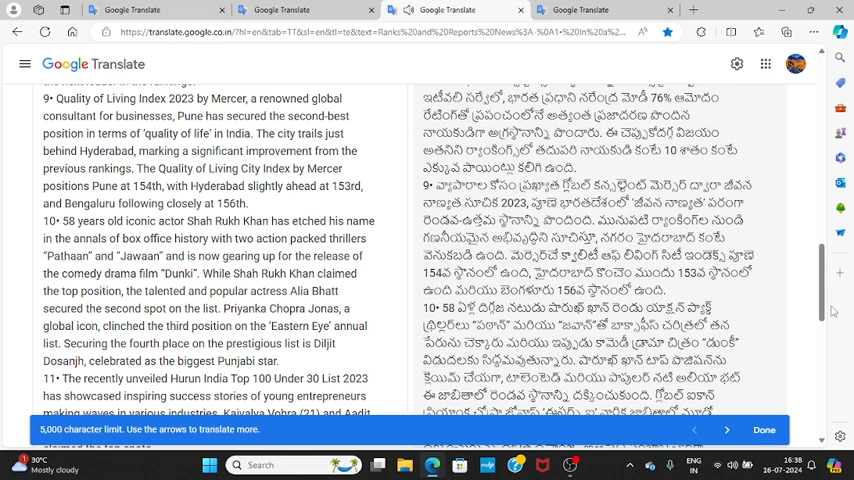 Google Translate
Google Translate
Google Translate
Google Translate
https://translate.google.co.in/?hl=en&tab=TT&sl=en&tl=te&text=Ranks%20and%20Reports%20News%3A-%0A1•%20In%20a%2...
Google Translate
9• Quality of Living Index 2023 by Mercer, a renowned global
consultant for businesses, Pune has secured the second-best
position in terms of 'quality of life' in India. The city trails just
behind Hyderabad, marking a significant improvement from the
previous rankings. The Quality of Living City Index by Mercer
positions Pune at 154th, with Hyderabad slightly ahead at 153rd,
and Bengaluru following closely at 156th.
10• 58 years old iconic actor Shah Rukh Khan has etched his name
in the annals of box office history with two action packed thrillers
"Pathaan" and "Jawaan" and is now gearing up for the release of
the comedy drama film "Dunki". While Shah Rukh Khan claimed
the top position, the talented and popular actress Alia Bhatt
secured the second spot on the list. Priyanka Chopra Jonas, a
global icon, clinched the third position on the 'Eastern Eye' annual
list. Securing the fourth place on the prestigious list is Diljit
Dosanjh, celebrated as the biggest Punjabi star.
11• The recently unveiled Hurun India Top 100 Under 30 List 2023
has showcased inspiring success stories of young entrepreneurs
making waves in various industries. Kaivalya Vohra (21) and Aadit
ఇటీవలి సర్వేలో, భారత ప్రధాని నరేంద్ర మోడీ 76% ఆమోదం
రేటింగ్‌తో ప్రపంచంలోనే అత్యంత ప్రజాదరణ పొందిన
నాయకుడిగా అగ్రస్థానాన్ని పొందారు. ఈ చెప్పుకోదగ్గ విజయం
అతనిని ర్యాంకింగ్స్‌లో తదుపరి నాయకుడి కంటే 10 శాతం కంటే
ఎక్కువ పాయింట్లు కలిగి ఉంది.
9• వ్యాపారాల కోసం ప్రఖ్యాత గ్లోబల్ కన్సల్టెంట్ మెర్సెర్ ద్వారా జీవన
నాణ్యత సూచిక 2023, పూణె భారతదేశంలో 'జీవన నాణ్యత' పరంగా
రెండవ-ఉత్తమ స్థానాన్ని పొందింది. మునుపటి ర్యాంకింగ్‌ల నుండి
గణనీయమైన అభివృద్ధిని సూచిస్తూ, నగరం హైదరాబాద్ కంటే
వెనుకబడి ఉంది. మెర్సెర్‌చే క్వాలిటీ ఆఫ్ లివింగ్ సిటీ ఇండెక్స్ పూణె
154వ స్థానంలో ఉంది, హైదరాబాద్ కొంచెం ముందు 153వ స్థానంలో
ఉంది మరియు బెంగళూరు 156వ స్థానంలో ఉంది.
10• 58 ఏళ్ల దిగ్గజ నటుడు షారుఖ్ ఖాన్ రెండు యాక్షన్ ప్యాక్డ్
థ్రిల్లర్‌లు "పఠాన్" మరియు "జవాన్"తో బాక్సాఫీస్ చరిత్రలో తన
పేరును చెక్కారు మరియు ఇప్పుడు కామెడీ డ్రామా చిత్రం "డుంకీ"
విడుదలకు సిద్ధమవుతున్నారు. షారూఖ్ ఖాన్ టాప్ పొజిషన్‌ను
క్లెయిమ్ చేయగా, టాలెంటెడ్ మరియు పాపులర్ నటి అలియా భట్
ఈ జాబితాలో రెండవ స్థానాన్ని దక్కించుకుంది. గ్లోబల్ ఐకాన్
5,000 character limit. Use the arrows to translate more.
Done
30°C
Mostly cloudy
Search
ENG
IN
16:38
16-07-2024